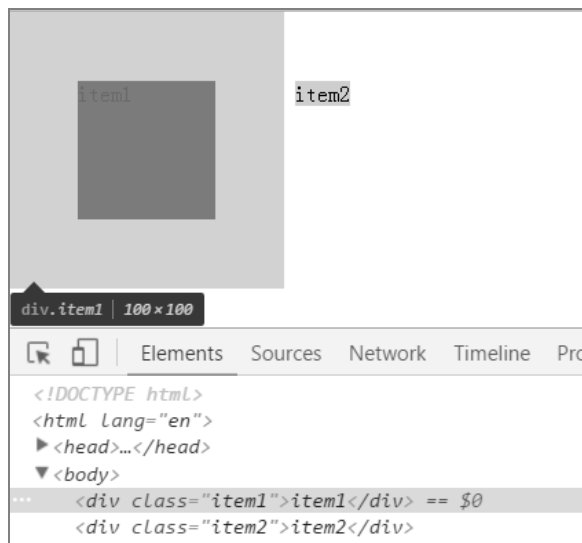 item1 item2
div.item1 | 100×100
Elements Sources Network Timeline Pro
<!DOCTYPE html>
<html lang="en">
▶<head>…</head>
▼<body>
<div class="item1">item1</div> == $0
<div class="item2">item2</div>